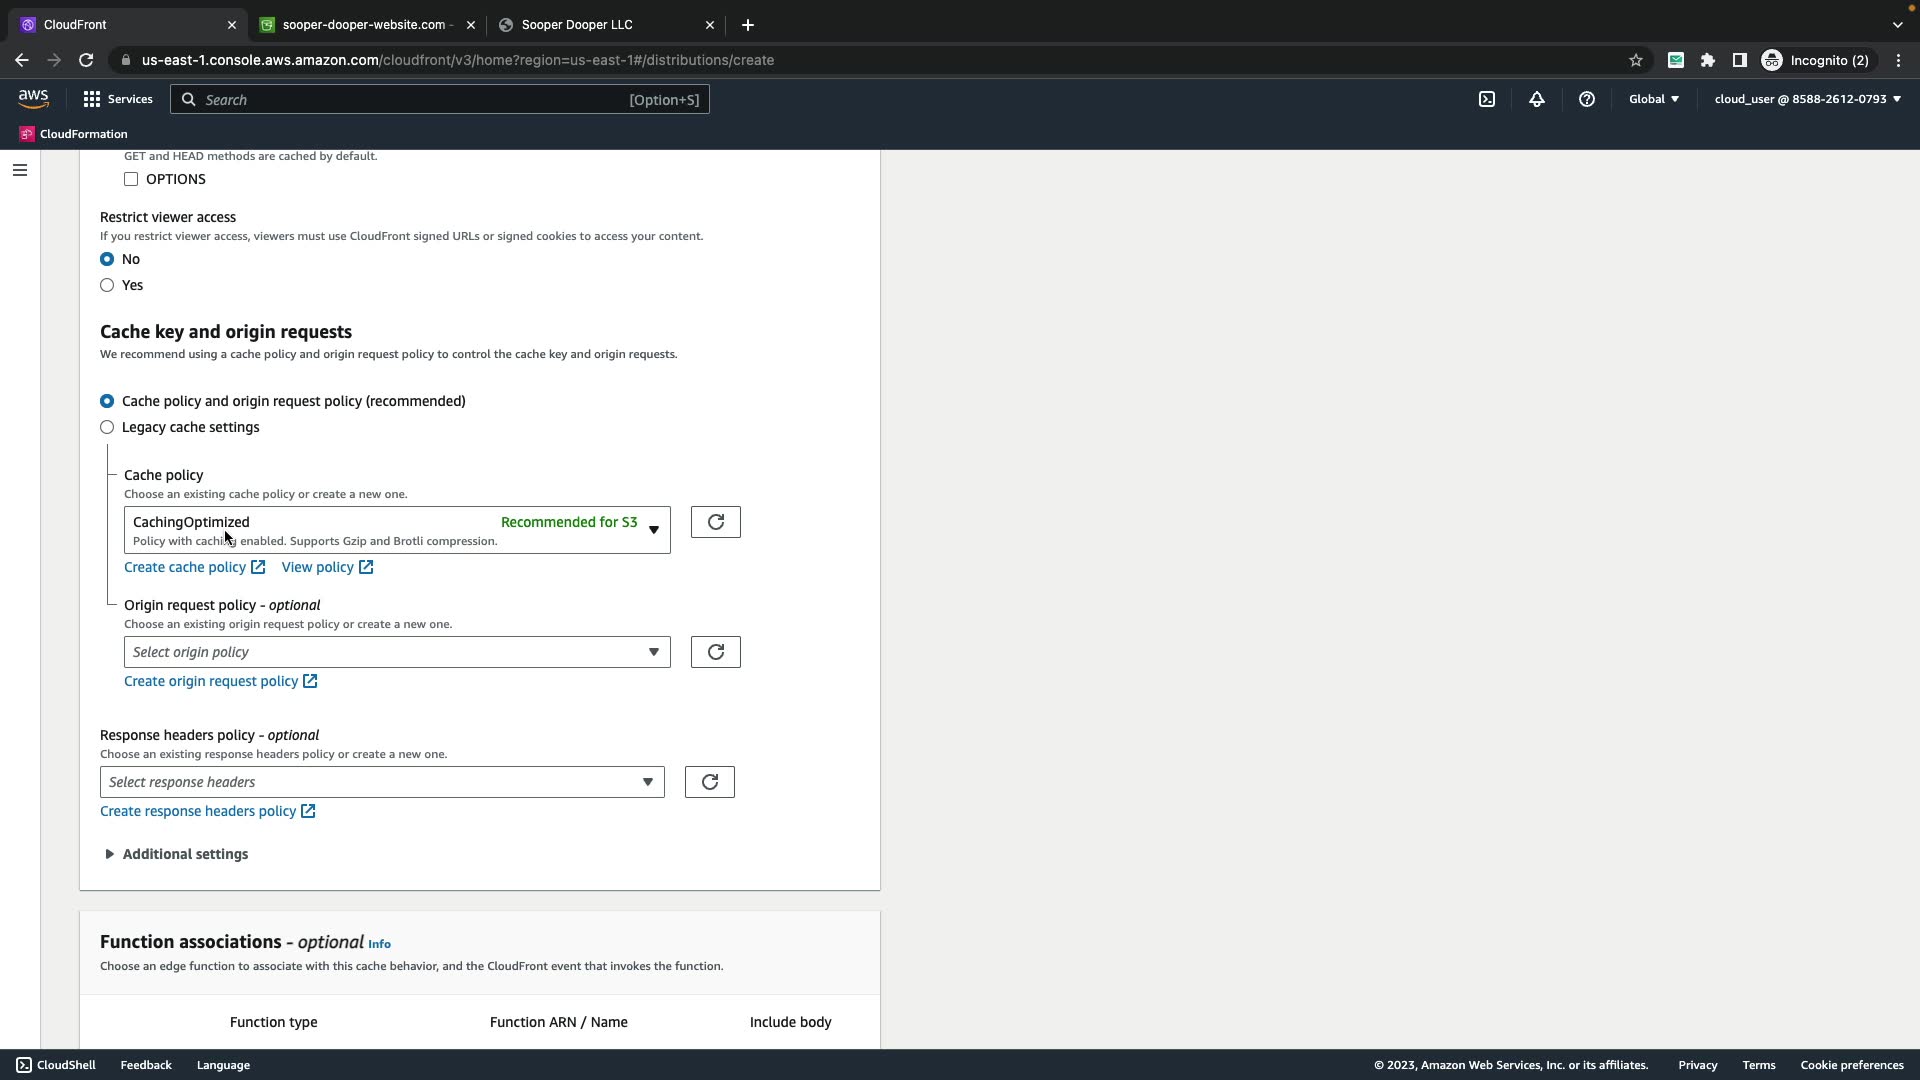 CloudFront
sooper-dooper-website.com -
Sooper Dooper LLC
us-east-1.console.aws.amazon.com/cloudfront/v3/home?region=us-east-1#/distributions/create
Incognito (2)
aws
Services
Search
[Option+S]
Global
cloud_user @ 8588-2612-0793
CloudFormation
GET and HEAD methods are cached by default.
OPTIONS
Restrict viewer access
If you restrict viewer access, viewers must use CloudFront signed URLs or signed cookies to access your content.
No
Yes
Cache key and origin requests
We recommend using a cache policy and origin request policy to control the cache key and origin requests.
Cache policy and origin request policy (recommended)
Legacy cache settings
Cache policy
Choose an existing cache policy or create a new one.
CachingOptimized
Recommended for S3
Policy with caching enabled. Supports Gzip and Brotli compression.
Create cache policy
View policy
Origin request policy - optional
Choose an existing origin request policy or create a new one.
Select origin policy
Create origin request policy
Response headers policy - optional
Choose an existing response headers policy or create a new one.
Select response headers
Create response headers policy
Additional settings
Function associations - optional Info
Choose an edge function to associate with this cache behavior, and the CloudFront event that invokes the function.
Function type
Function ARN / Name
Include body
CloudShell
Feedback
Language
© 2023, Amazon Web Services, Inc. or its affiliates.
Privacy
Terms
Cookie preferences